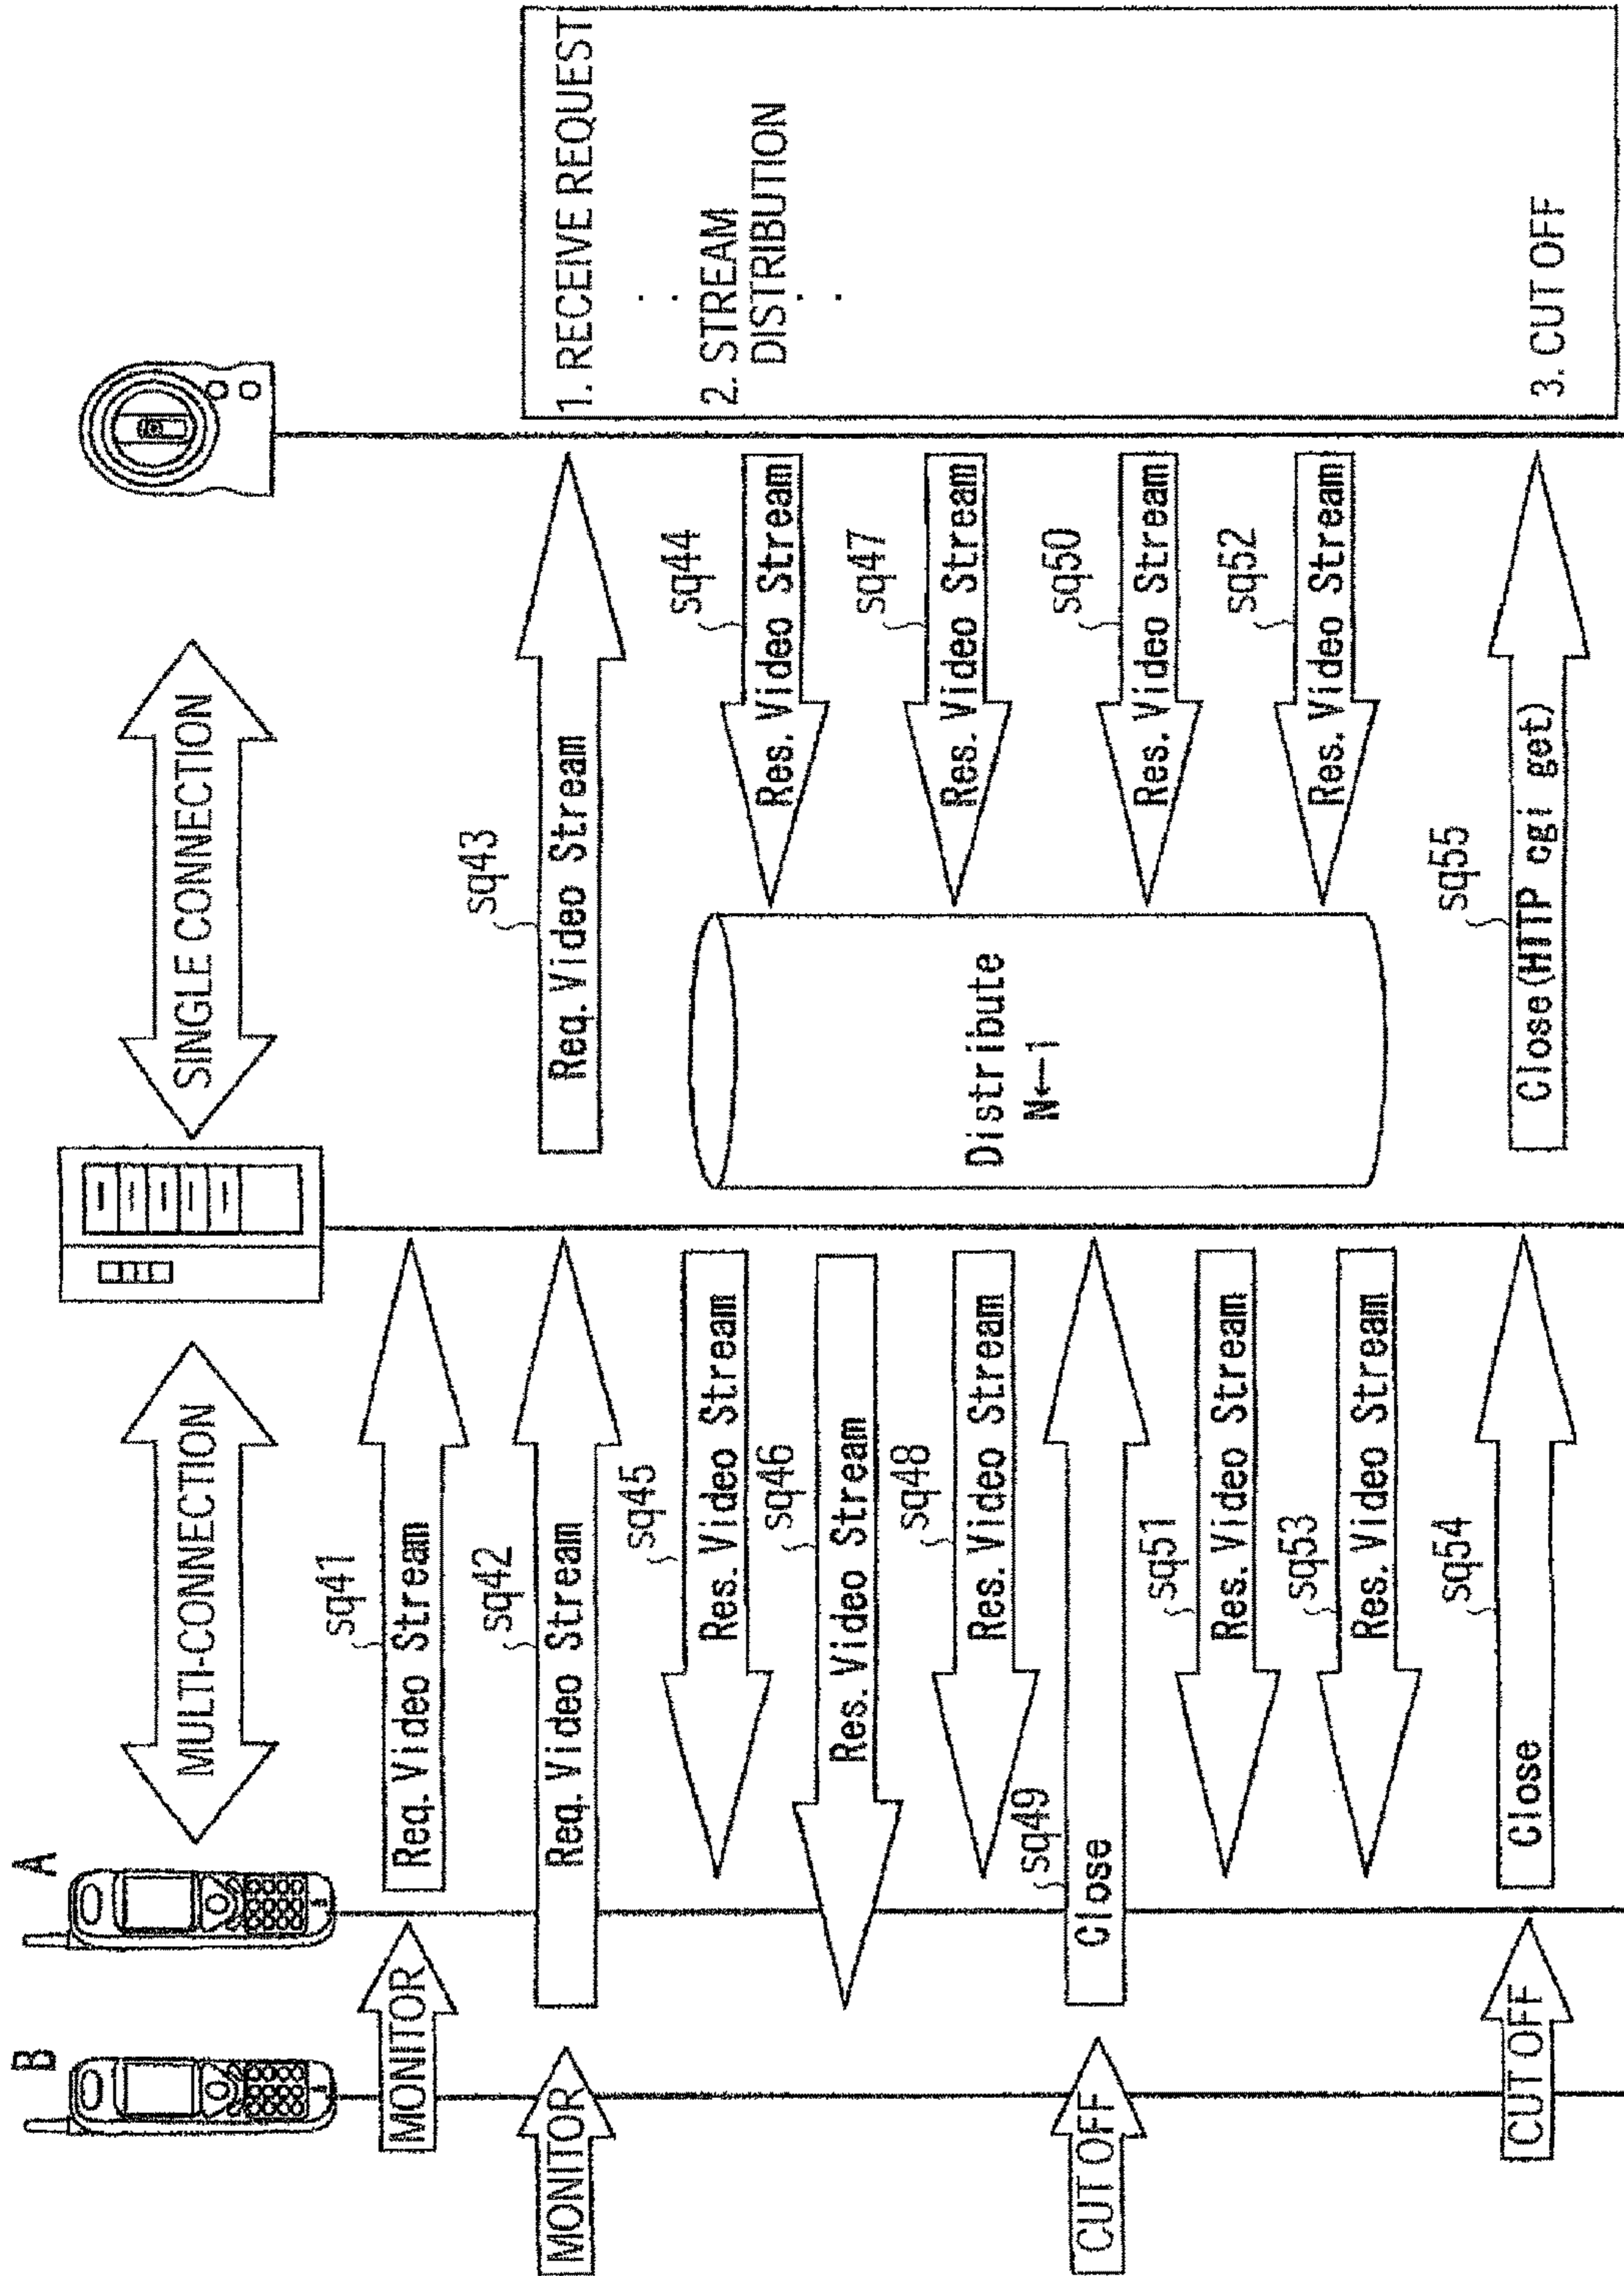 B
A
MULTI-CONNECTION
SINGLE CONNECTION
MONITOR
sq41
Req. Video Stream
MONITOR
sq42
Req. Video Stream
sq43
Req. Video Stream
1. RECEIVE REQUEST
sq44
Res. Video Stream
2. STREAM
DISTRIBUTION
sq45
Res. Video Stream
sq46
Res. Video Stream
sq47
Res. Video Stream
Distribute
N←1
sq48
Res. Video Stream
CUT OFF
sq49
Close
sq50
Res. Video Stream
sq51
Res. Video Stream
sq52
Res. Video Stream
sq53
Res. Video Stream
CUT OFF
sq54
Close
sq55
Close(HTTP cgi get)
3. CUT OFF